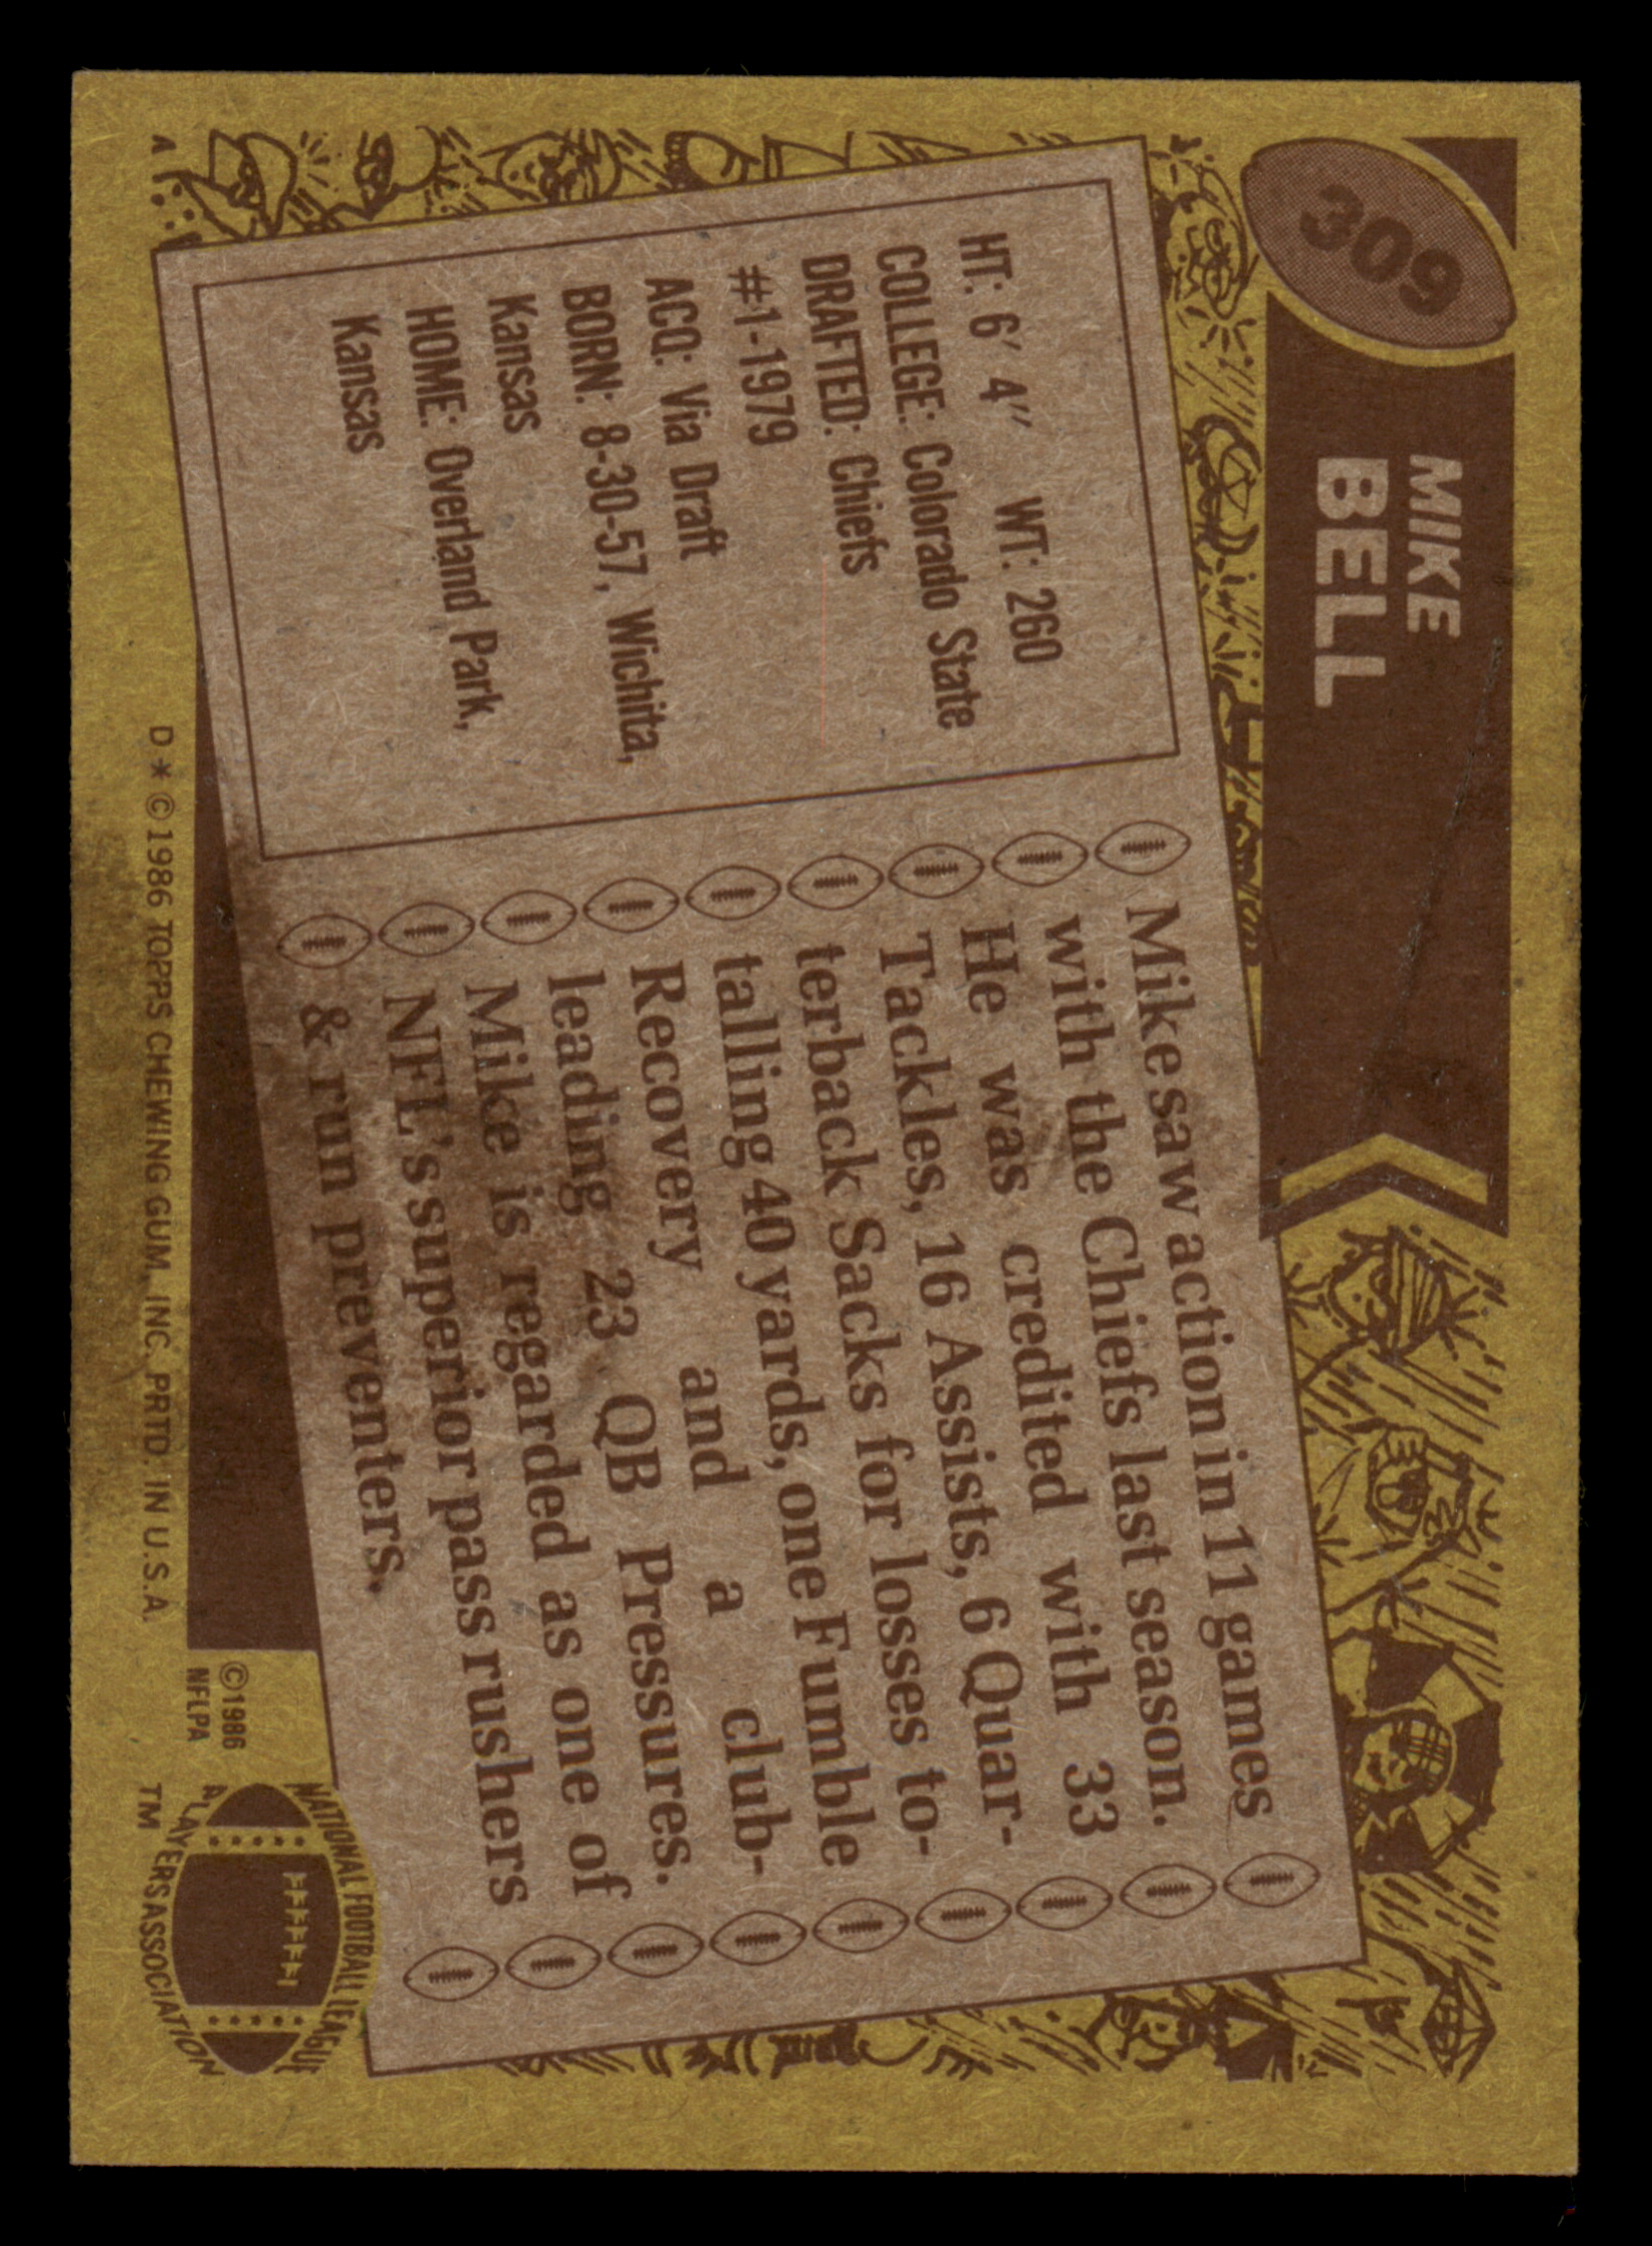 309
MIKE
BELL
HT: 6' 4" WT: 260
COLLEGE: Colorado State
DRAFTED: Chiefs
#1-1979
ACQ: Via Draft
BORN: 8-30-57, Wichita,
Kansas
HOME: Overland Park,
Kansas
Mike saw action in 11 games
with the Chiefs last season.
He was credited with 33
Tackles, 16 Assists, 6 Quar-
terback Sacks for losses to-
talling 40 yards, one Fumble
Recovery and a club-
leading 23 QB Pressures.
Mike is regarded as one of
NFL's superior pass rushers
& run preventers.
A
D * © 1986 TOPPS CHEWING GUM, INC. PRTD. IN U.S.A.
© 1986
NFLPA
NATIONAL FOOTBALL LEAGUE
PLAYERS ASSOCIATION
TM